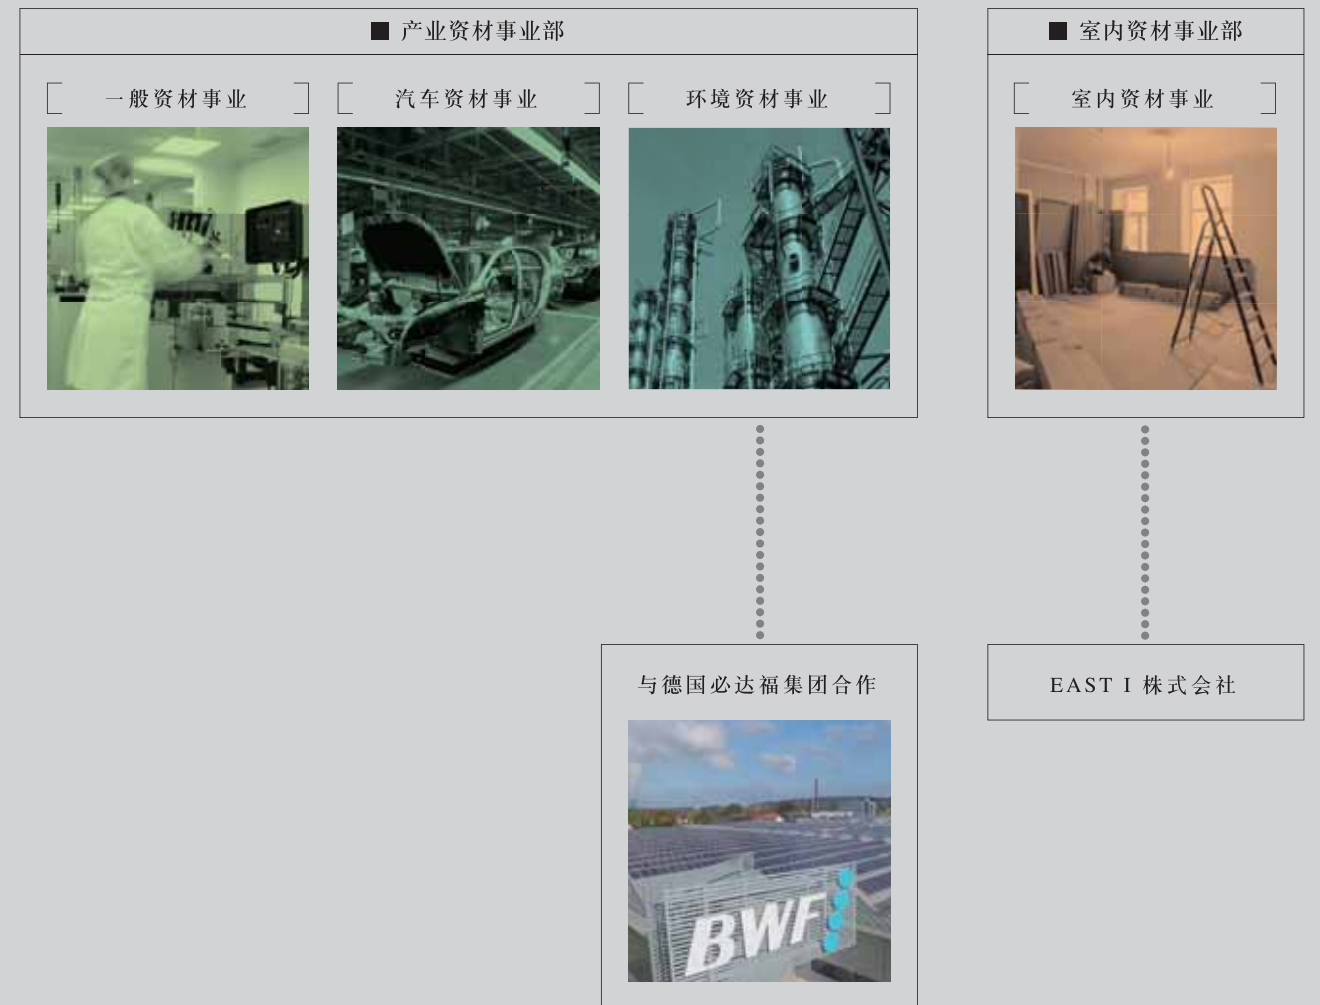 ■ 产业资材事业部
一般资材事业
汽车资材事业
环境资材事业
■ 室内资材事业部
室内资材事业
与德国必达福集团合作
BWF
EAST I 株式会社